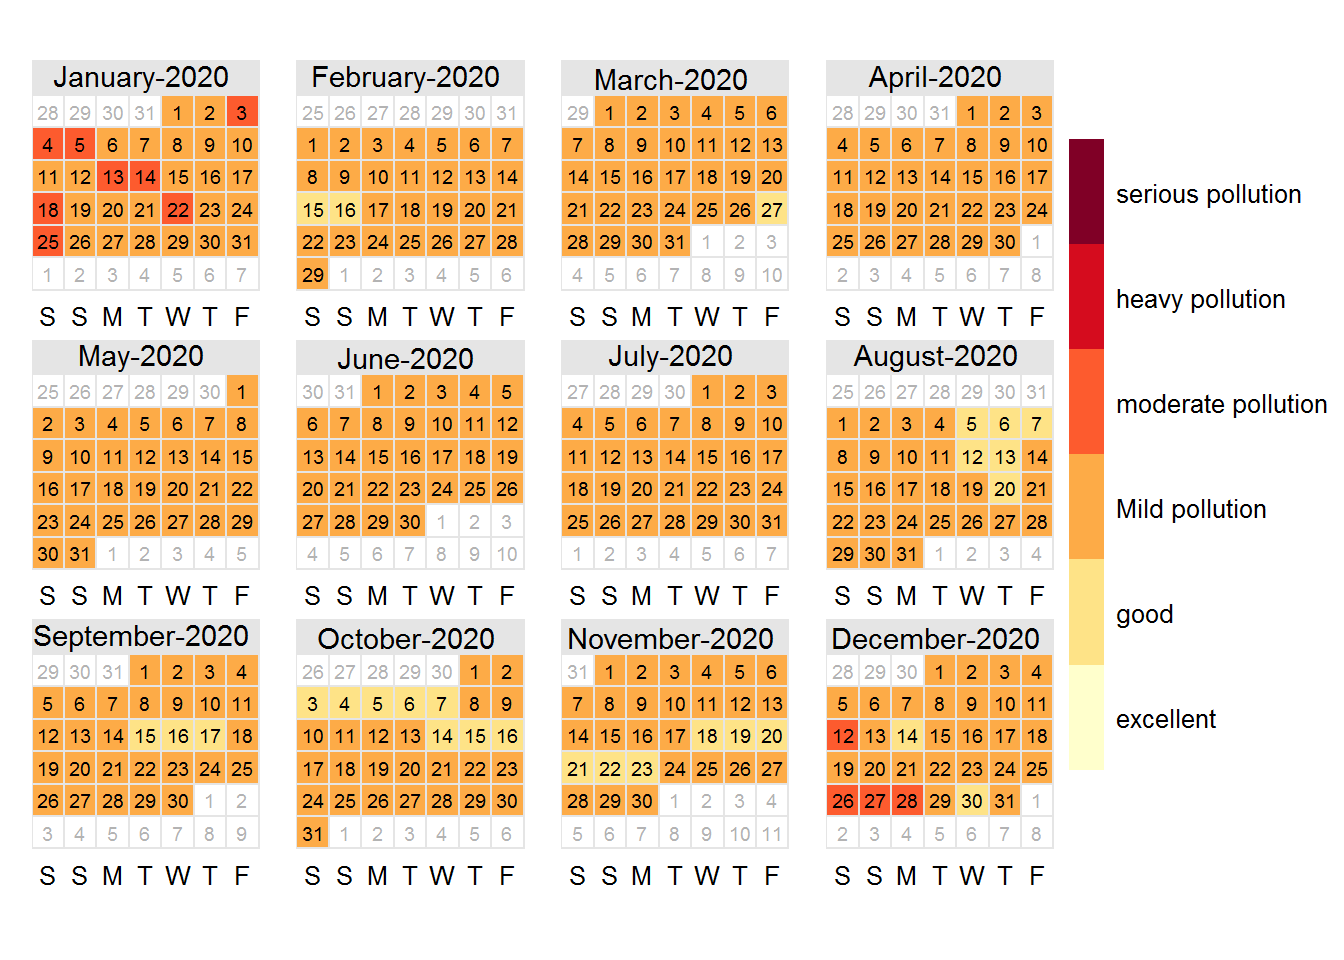 January-2020 February-2020 March-2020 April-2020
28 29 30 31 1 2 3 25 26 27 28 29 30 31 29 1 2 3 4 5 6 28 29 30 31 1 2 3
4 5 6 7 8 9 10 1 2 3 4 5 6 7 7 8 9 10 11 12 13 4 5 6 7 8 9 10
11 12 13 14 15 16 17 8 9 10 11 12 13 14 14 15 16 17 18 19 20 11 12 13 14 15 16 17
18 19 20 21 22 23 24 15 16 17 18 19 20 21 21 22 23 24 25 26 27 18 19 20 21 22 23 24
25 26 27 28 29 30 31 22 23 24 25 26 27 28 28 29 30 31 1 2 3 25 26 27 28 29 30 1
1 2 3 4 5 6 7 29 1 2 3 4 5 6 4 5 6 7 8 9 10 2 3 4 5 6 7 8
S S M T W T F S S M T W T F S S M T W T F S S M T W T F
May-2020 June-2020 July-2020 August-2020
25 26 27 28 29 30 1 30 31 1 2 3 4 5 27 28 29 30 1 2 3 25 26 27 28 29 30 31
2 3 4 5 6 7 8 6 7 8 9 10 11 12 4 5 6 7 8 9 10 1 2 3 4 5 6 7
9 10 11 12 13 14 15 13 14 15 16 17 18 19 11 12 13 14 15 16 17 8 9 10 11 12 13 14
16 17 18 19 20 21 22 20 21 22 23 24 25 26 18 19 20 21 22 23 24 15 16 17 18 19 20 21
23 24 25 26 27 28 29 27 28 29 30 1 2 3 25 26 27 28 29 30 31 22 23 24 25 26 27 28
30 31 1 2 3 4 5 4 5 6 7 8 9 10 1 2 3 4 5 6 7 29 30 31 1 2 3 4
S S M T W T F S S M T W T F S S M T W T F S S M T W T F
September-2020 October-2020 November-2020 December-2020
29 30 31 1 2 3 4 26 27 28 29 30 1 2 31 1 2 3 4 5 6 28 29 30 1 2 3 4
5 6 7 8 9 10 11 3 4 5 6 7 8 9 7 8 9 10 11 12 13 5 6 7 8 9 10 11
12 13 14 15 16 17 18 10 11 12 13 14 15 16 14 15 16 17 18 19 20 12 13 14 15 16 17 18
19 20 21 22 23 24 25 17 18 19 20 21 22 23 21 22 23 24 25 26 27 19 20 21 22 23 24 25
26 27 28 29 30 1 2 24 25 26 27 28 29 30 28 29 30 1 2 3 4 26 27 28 29 30 31 1
3 4 5 6 7 8 9 31 1 2 3 4 5 6 5 6 7 8 9 10 11 2 3 4 5 6 7 8
S S M T W T F S S M T W T F S S M T W T F S S M T W T F
serious pollution
heavy pollution
moderate pollution
Mild pollution
good
excellent